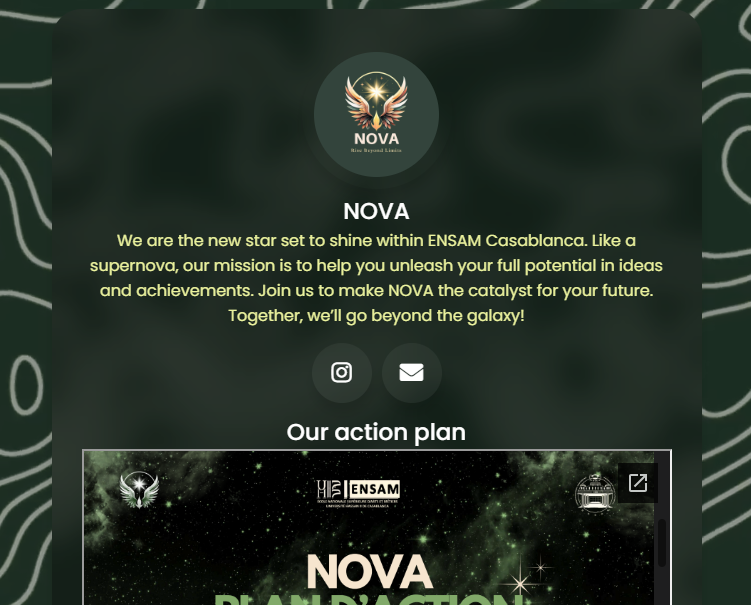 NOVA
Rise Beyond Limits
NOVA
We are the new star set to shine within ENSAM Casablanca. Like a
supernova, our mission is to help you unleash your full potential in ideas
and achievements. Join us to make NOVA the catalyst for your future.
Together, we’ll go beyond the galaxy!
Our action plan
ENSAM
NOVA
PLAN D'ACTION